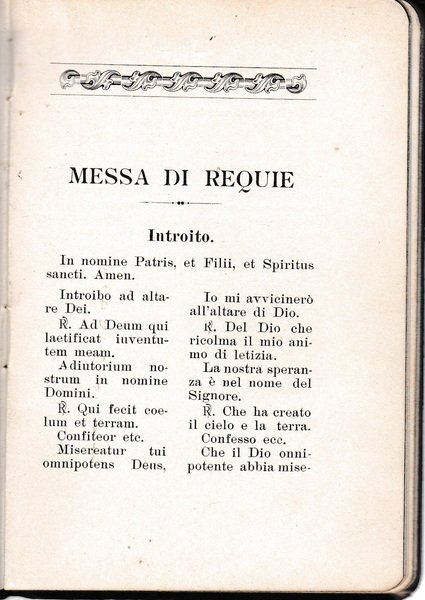 MESSA DI REQUIE
Introito.
In nomine Patris, et Filii, et Spiritus
sancti. Amen.
Introibo ad alta-
re Dei.
℟. Ad Deum qui
laetificat iuventu-
tem meam.
Adiutorium no-
strum in nomine
Domini.
℟. Qui fecit coe-
lum et terram.
Confiteor etc.
Misereatur tui
omnipotens Deus,
Io mi avvicinerò
all'altare di Dio.
℟. Del Dio che
ricolma il mio ani-
mo di letizia.
La nostra speran-
za è nel nome del
Signore.
℟. Che ha creato
il cielo e la terra.
Confesso ecc.
Che il Dio onni-
potente abbia mise-